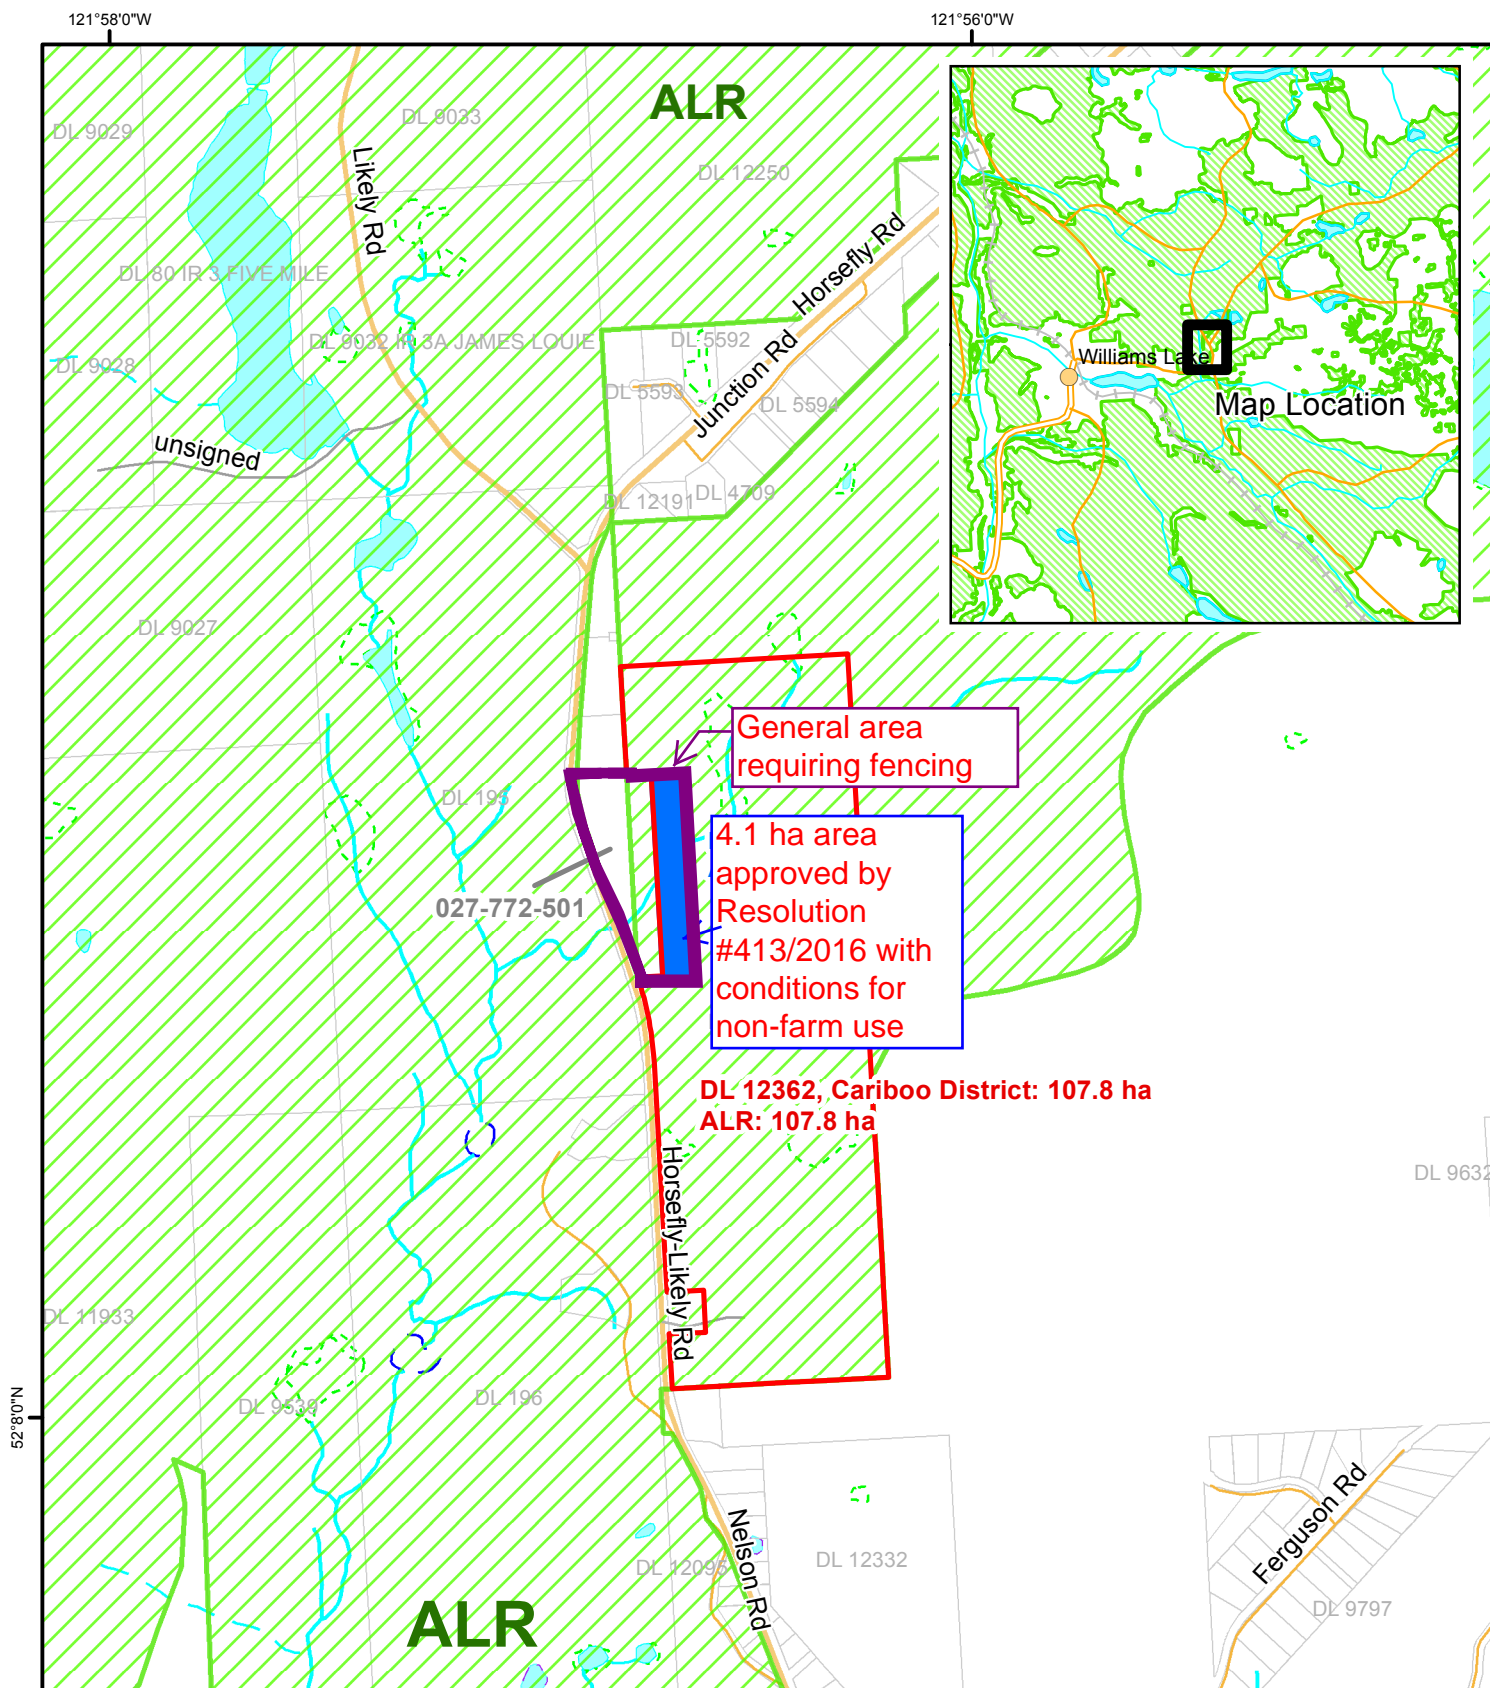 121°58'0"W
121°56'0"W
ALR
DL 9033
DL 9029
Likely Rd
DL 12250
Horsefly Rd
DL 80 IR 3 FIVE MILE
DL 9032 IR 3A JAMES LOUIE
DL 5592
DL 9028
Williams Lake
Junction Rd
DL 5593
DL 5594
Map Location
unsigned
DL 12191
DL 4709
DL 9027
General area
requiring fencing
DL 195
4.1 ha area
approved by
Resolution
#413/2016 with
conditions for
non-farm use
027-772-501
DL 12362, Cariboo District: 107.8 ha
ALR: 107.8 ha
DL 9632
Horsefly-Likely Rd
DL 11933
52°8'0"N
DL 9539
DL 196
Ferguson Rd
Nelson Rd
DL 12095
DL 12332
DL 9797
ALR